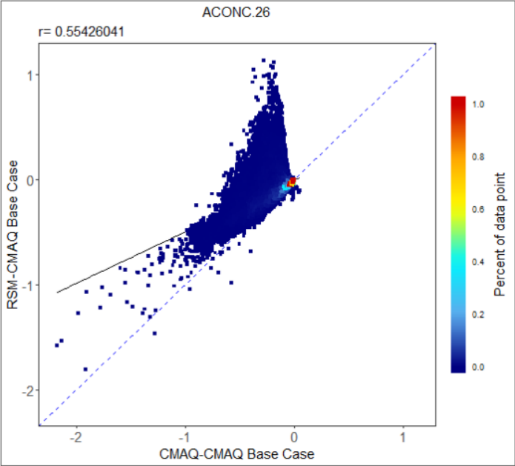 ACONC.26
r= 0.55426041
1
0
-1
-2
-2
-1
0
1
RSM-CMAQ Base Case
CMAQ-CMAQ Base Case
1.0
0.8
0.6
0.4
0.2
0.0
Percent of data point